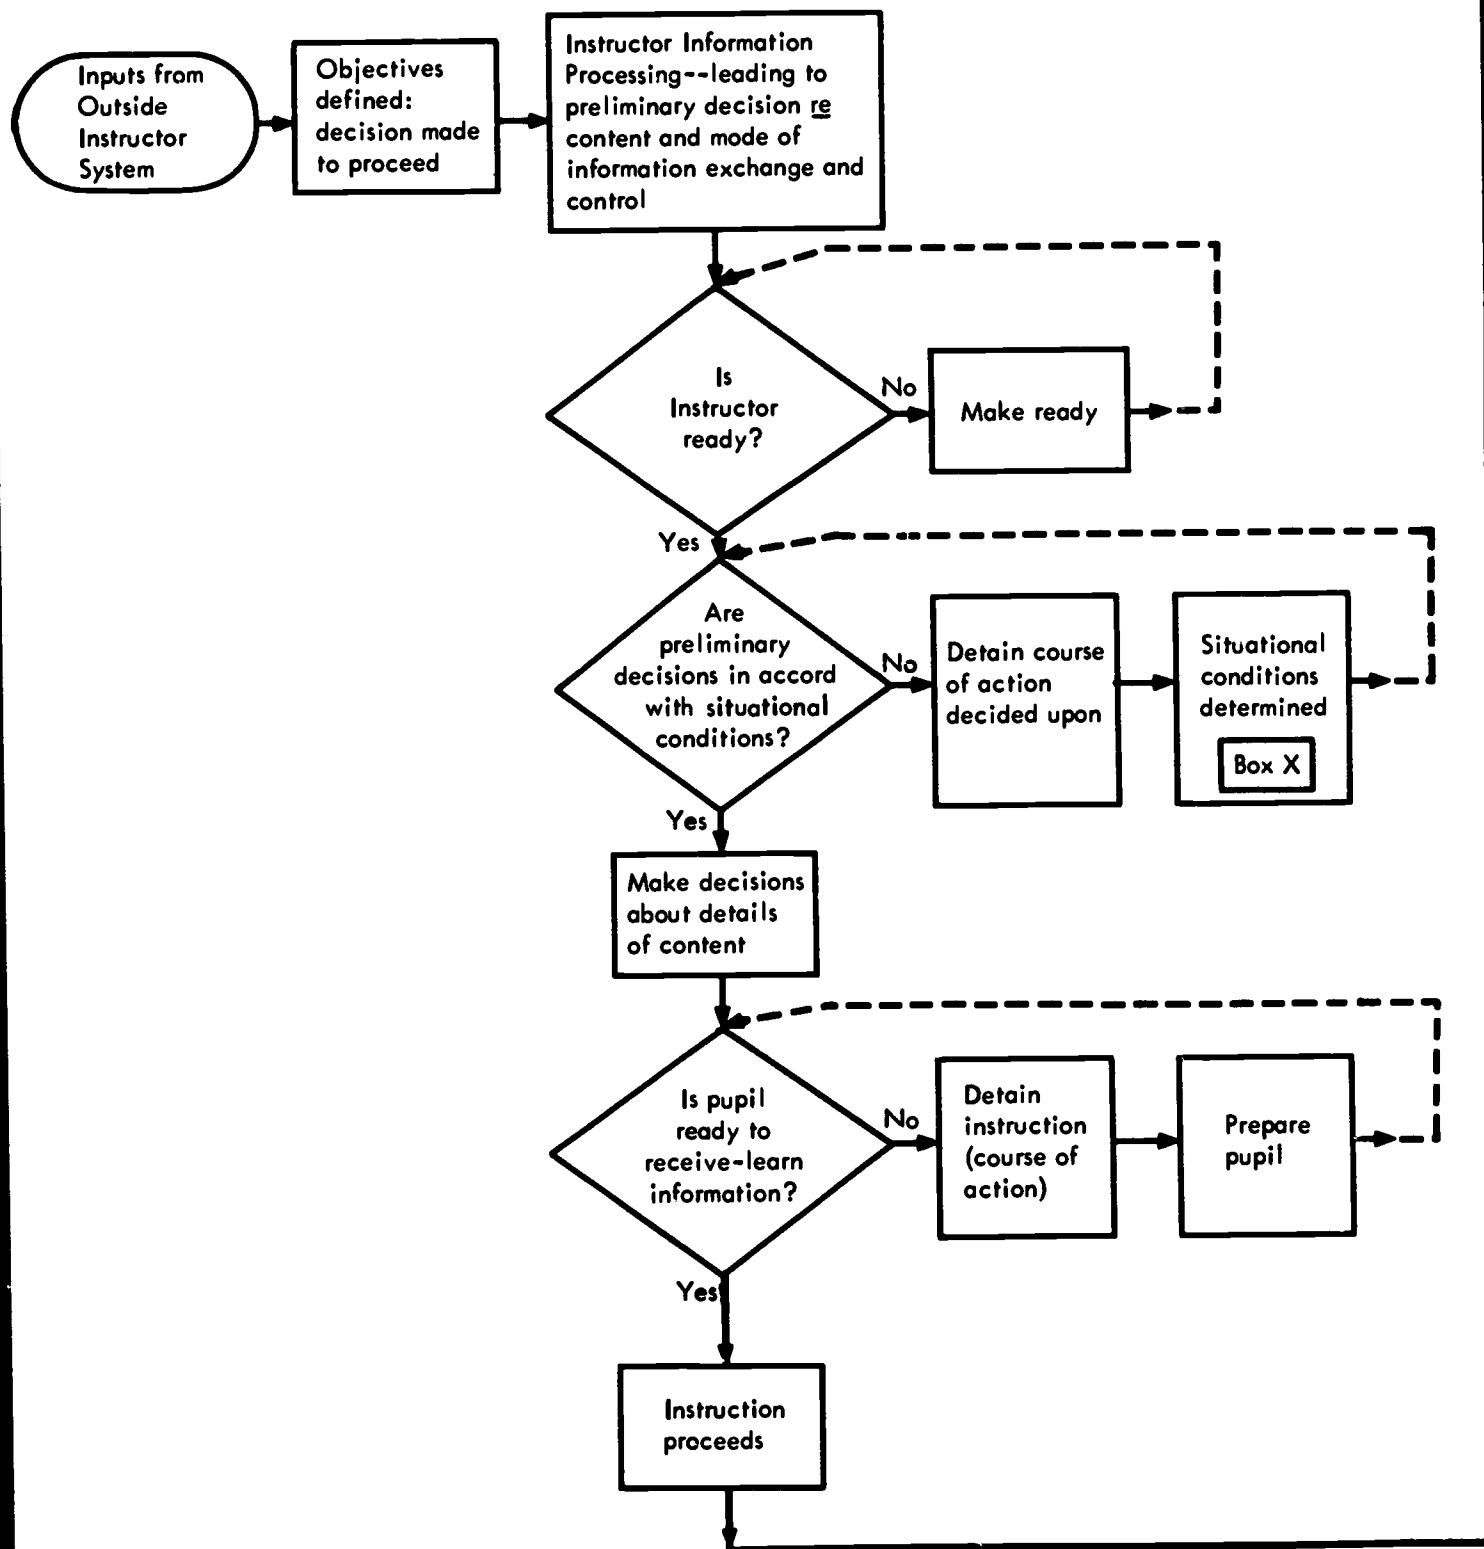 Inputs from
Outside
Instructor
System
Objectives
defined:
decision made
to proceed
Instructor Information
Processing--leading to
preliminary decision re
content and mode of
information exchange and
control
Is
Instructor
ready?
No
Make ready
Yes
Are
preliminary
decisions in accord
with situational
conditions?
No
Detain course
of action
decided upon
Situational
conditions
determined
Box X
Yes
Make decisions
about details
of content
Is pupil
ready to
receive-learn
information?
No
Detain
instruction
(course of
action)
Prepare
pupil
Yes
Instruction
proceeds